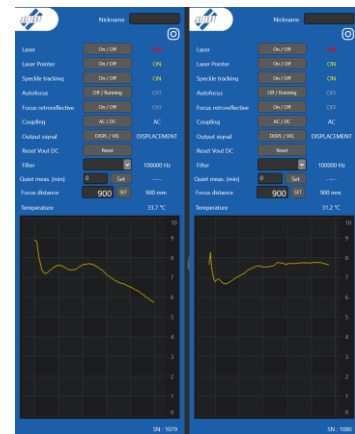 Nickname
Laser On / Off ON
Laser Pointer On / Off ON
Speckle tracking On / Off ON
Autofocus Off / Running OFF
Focus retroreflective On / Off OFF
Coupling AC / DC AC
Output signal DISPL / VEL DISPLACEMENT
Reset Vout DC Reset
Filter 100000 Hz
Quiet meas. (min) 0 Set --:--
Focus distance 900 SET 900 mm
Temperature 33.7 °C
10
9
8
7
6
5
4
3
2
1
0
SN : 1079
Nickname
Laser On / Off ON
Laser Pointer On / Off ON
Speckle tracking On / Off ON
Autofocus Off / Running OFF
Focus retroreflective On / Off OFF
Coupling AC / DC AC
Output signal DISPL / VEL DISPLACEMENT
Reset Vout DC Reset
Filter 100000 Hz
Quiet meas. (min) 0 Set --:--
Focus distance 900 SET 900 mm
Temperature 31.2 °C
10
9
8
7
6
5
4
3
2
1
0
SN : 1080